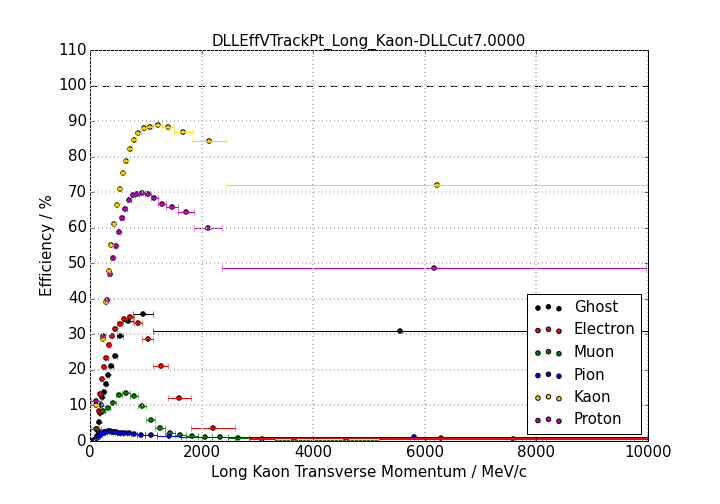 DLLEffVTrackPt_Long_Kaon-DLLCut7.0000
110
100
90
80
70
60
50
40
30
20
10
0
Efficiency / %
Ghost
Electron
Muon
Pion
Kaon
Proton
0 2000 4000 6000 8000 10000
Long Kaon Transverse Momentum / MeV/c